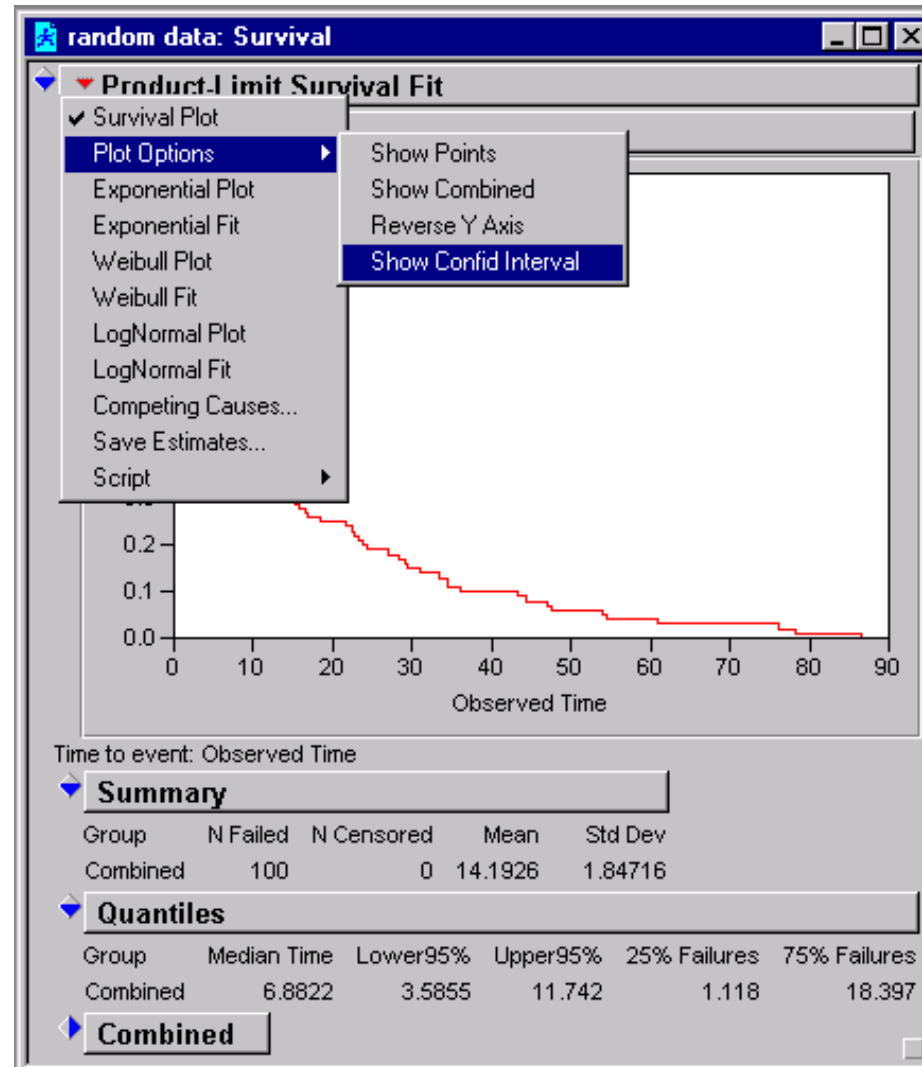 random data: Survival
Product-Limit Survival Fit
✔ Survival Plot
Plot Options
Exponential Plot
Exponential Fit
Weibull Plot
Weibull Fit
LogNormal Plot
LogNormal Fit
Competing Causes...
Save Estimates...
Script
Show Points
Show Combined
Reverse Y Axis
Show Confid Interval
0.2
0.1
0.0
0 10 20 30 40 50 60 70 80 90
Observed Time
Time to event: Observed Time
Summary
Group N Failed N Censored Mean Std Dev
Combined 100 0 14.1926 1.84716
Quantiles
Group Median Time Lower95% Upper95% 25% Failures 75% Failures
Combined 6.8822 3.5855 11.742 1.118 18.397
Combined